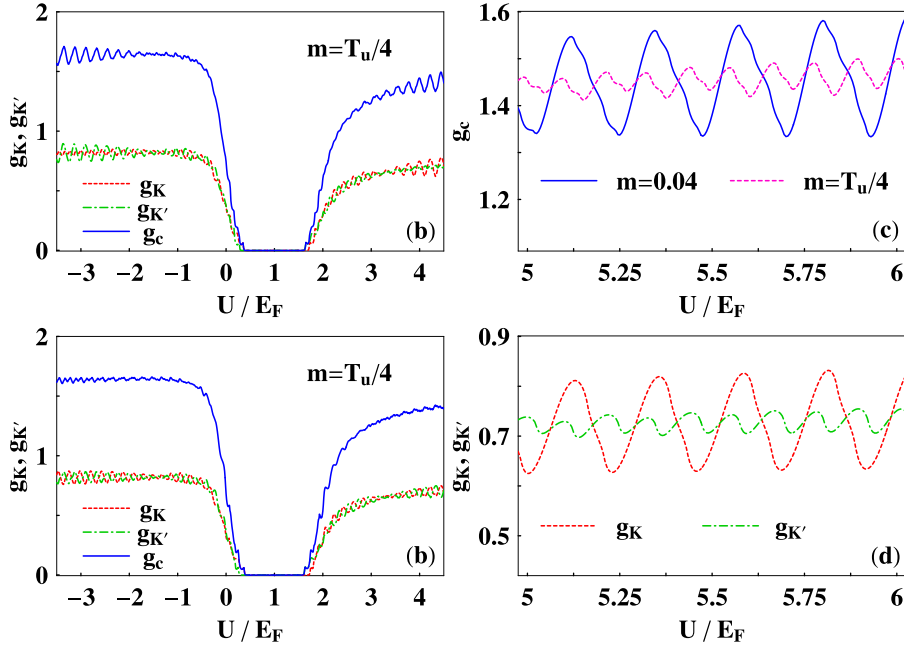 2
m=T_u/4
g_K, g_K′
1
g_K
g_K′
g_c
(b)
0
−3 −2 −1 0 1 2 3 4
U / E_F
1.6
g_c
1.4
m=0.04 m=T_u/4
1.2
(c)
5 5.25 5.5 5.75 6
U / E_F
2
m=T_u/4
g_K, g_K′
1
g_K
g_K′
g_c
(b)
0
−3 −2 −1 0 1 2 3 4
U / E_F
0.9
g_K, g_K′
0.7
g_K g_K′
0.5
(d)
5 5.25 5.5 5.75 6
U / E_F